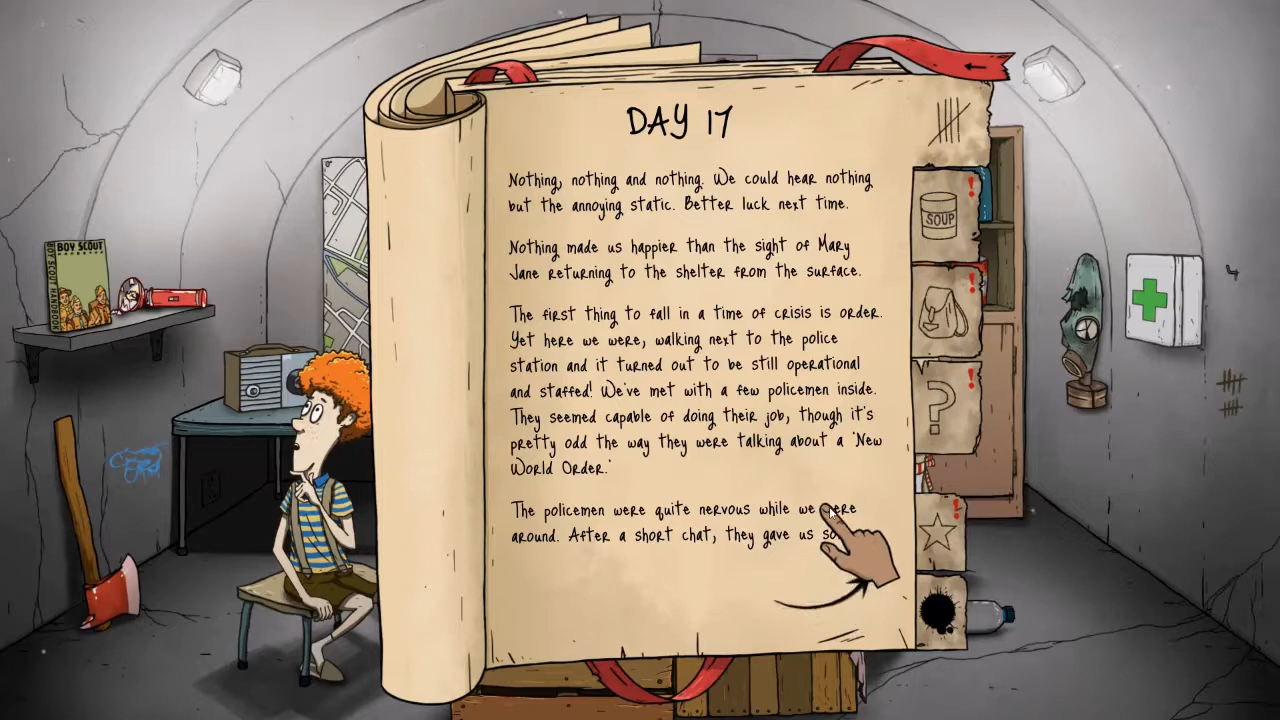 DAY 17
Nothing, nothing and nothing. We could hear nothing
but the annoying static. Better luck next time.
Nothing made us happier than the sight of Mary
Jane returning to the shelter from the surface.
The first thing to fall in a time of crisis is order.
Yet here we were, walking next to the police
station and it turned out to be still operational
and staffed! We've met with a few policemen inside.
They seemed capable of doing their job, though it's
pretty odd the way they were talking about a 'New
World Order.'
The policemen were quite nervous while we were
around. After a short chat, they gave us
BOY SCOUT
BOY SCOUT HANDBOOK
SOUP
!
!
?
!
!